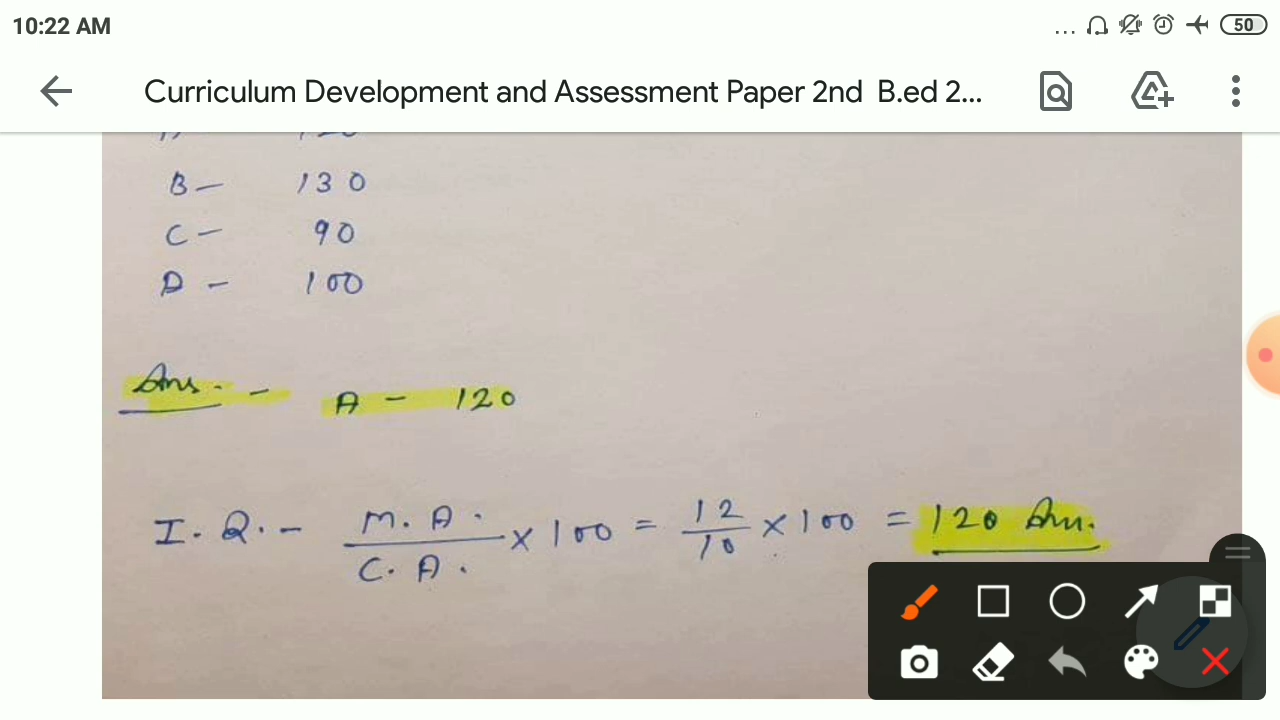 10:22 AM
... 50
Curriculum Development and Assessment Paper 2nd B.ed 2...
B- 130
C- 90
D- 100
Ans. - A - 120
I. Q. - M. A. / C. A. × 100 = 12/10 × 100 = 120 Ans.